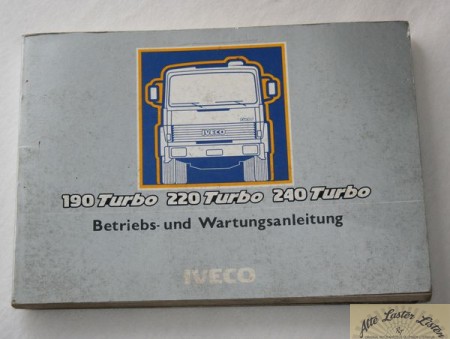 IVECO
190 Turbo 220 Turbo 240 Turbo
Betriebs- und Wartungsanleitung
IVECO
Alte Laster Listen